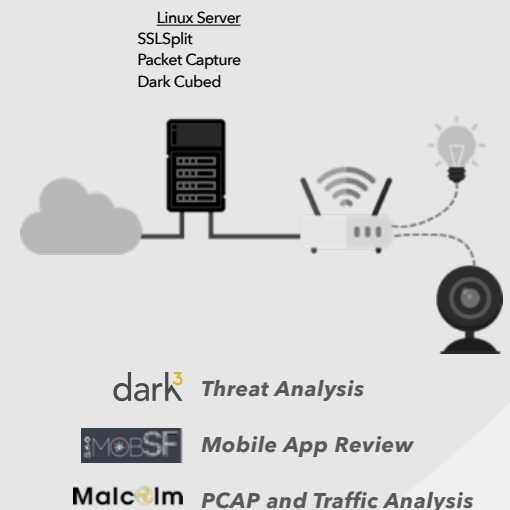 Linux Server
SSLSplit
Packet Capture
Dark Cubed
dark3 Threat Analysis
MOBSF Mobile App Review
Malcolm PCAP and Traffic Analysis